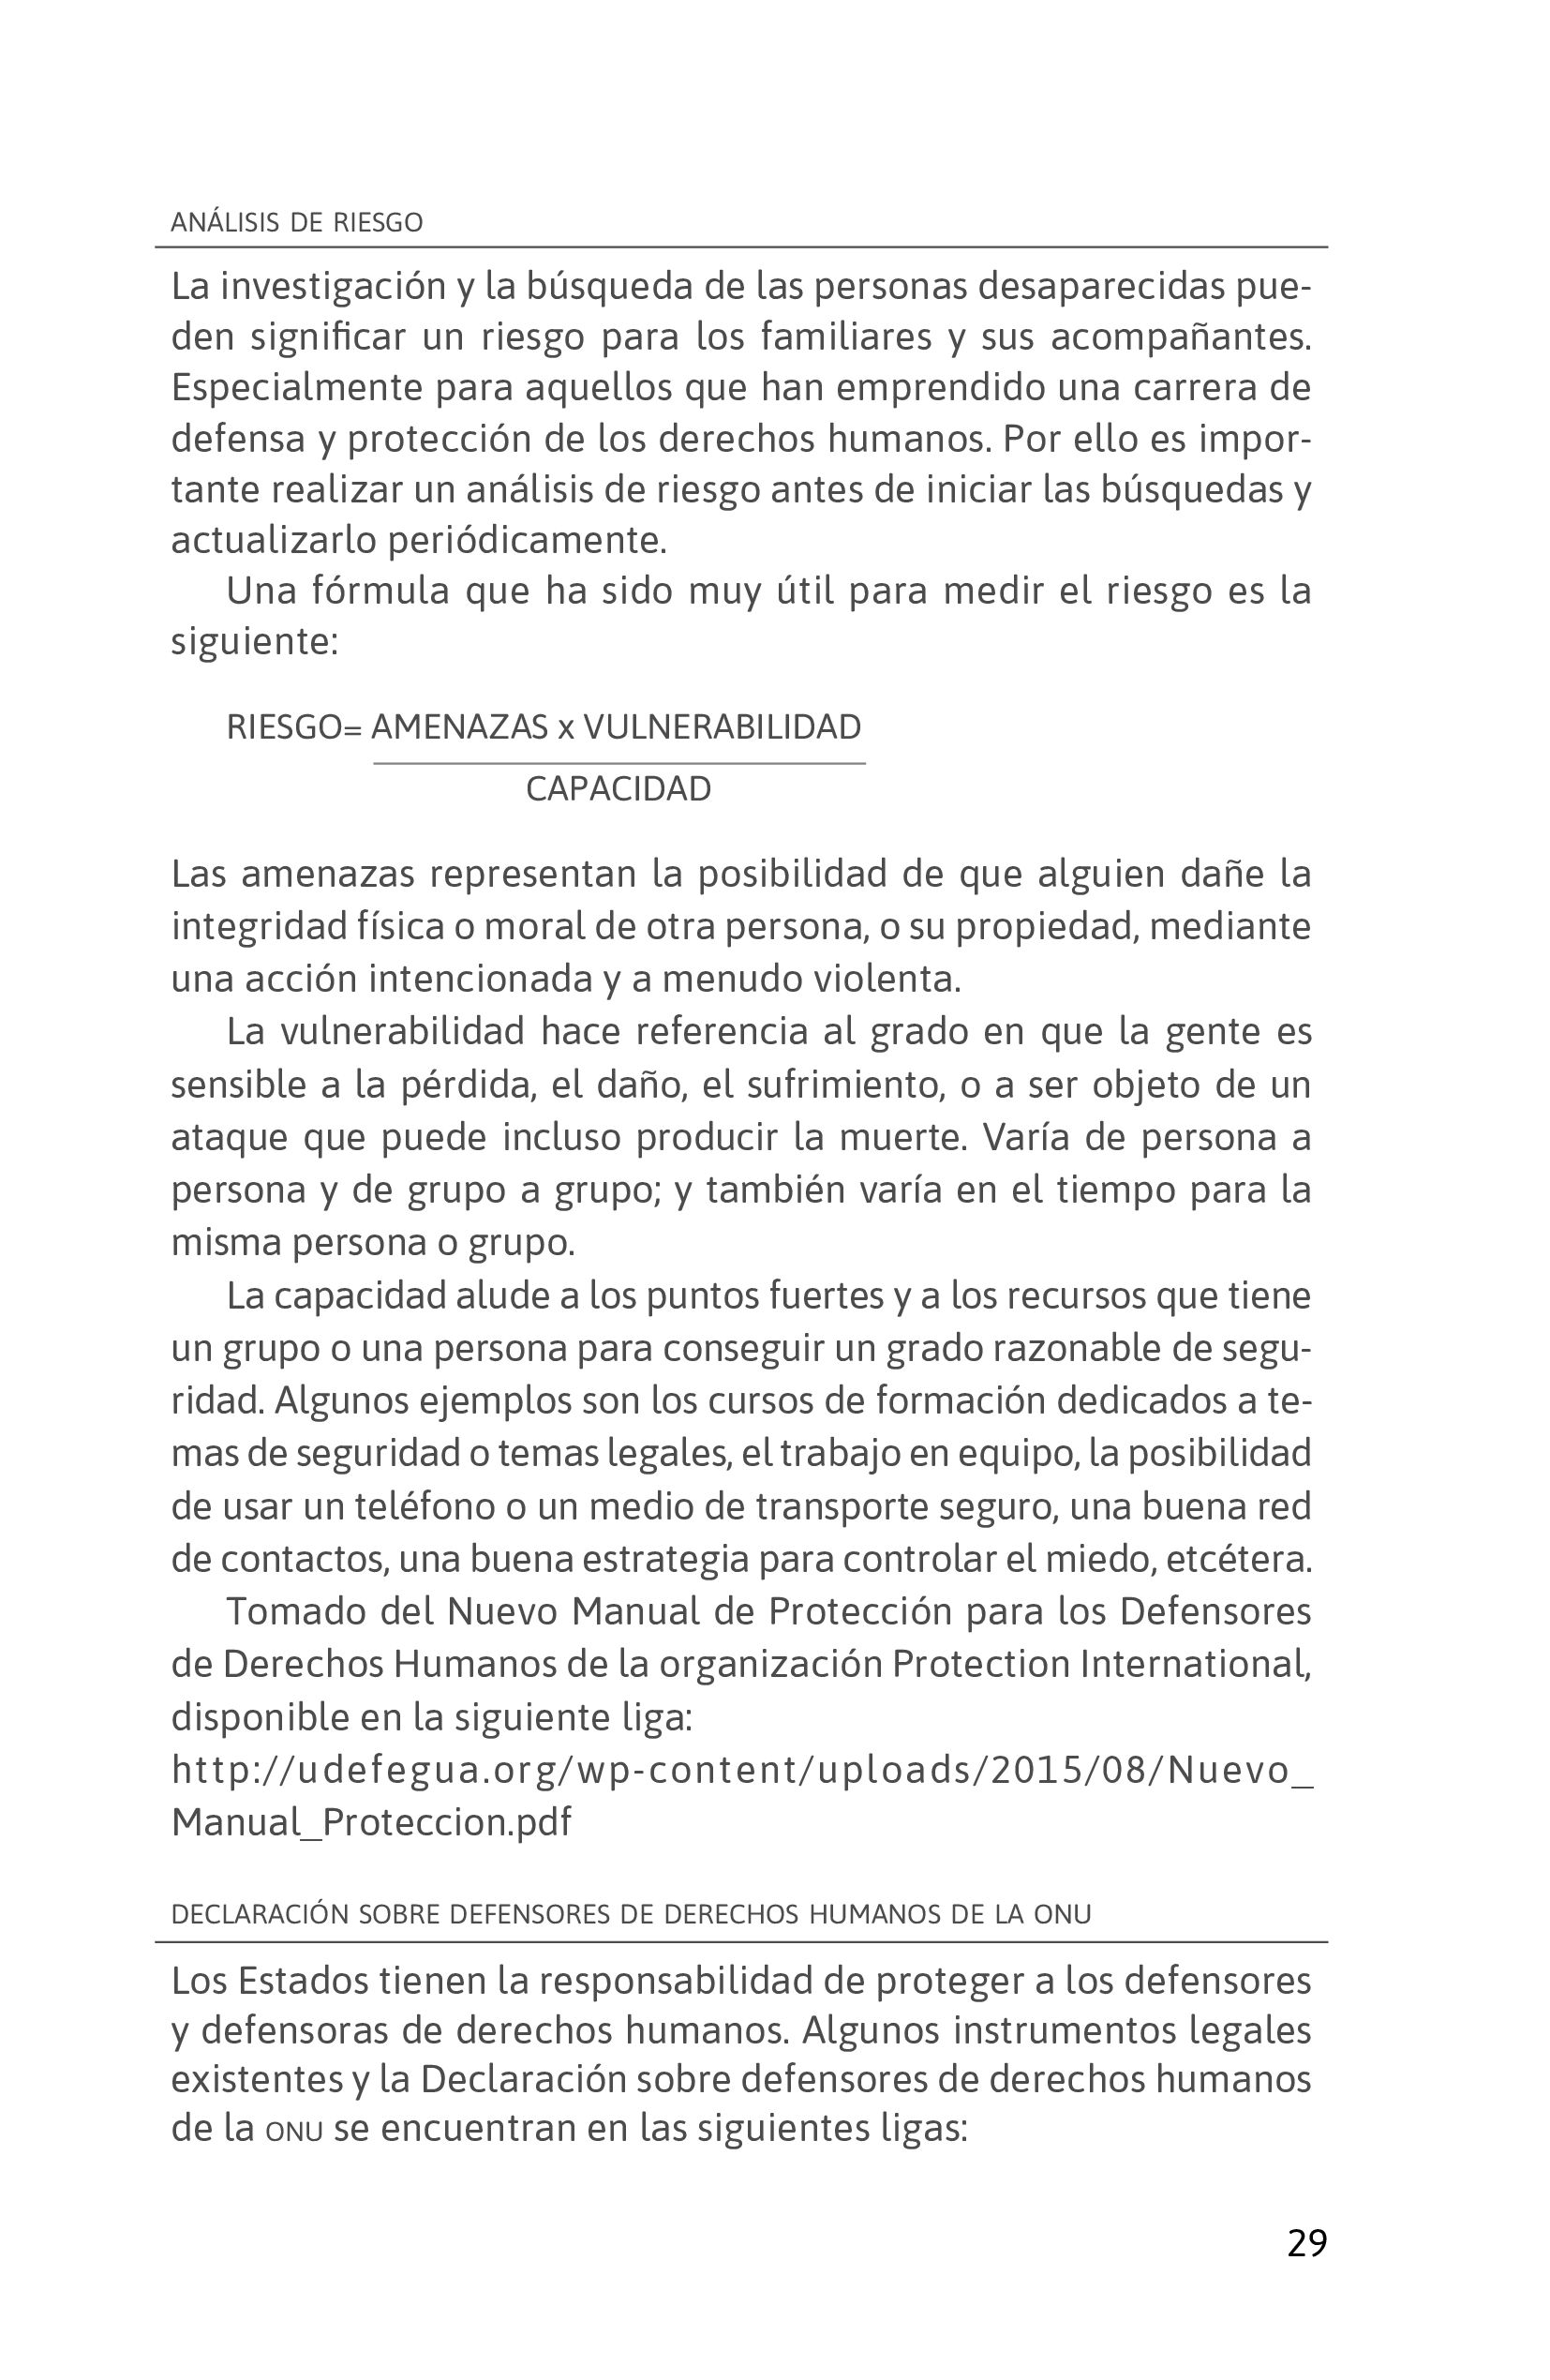 ANÁLISIS DE RIESGO
La investigación y la búsqueda de las personas desaparecidas pue-
den significar un riesgo para los familiares y sus acompañantes.
Especialmente para aquellos que han emprendido una carrera de
defensa y protección de los derechos humanos. Por ello es impor-
tante realizar un análisis de riesgo antes de iniciar las búsquedas y
actualizarlo periódicamente.
Una fórmula que ha sido muy útil para medir el riesgo es la
siguiente:
RIESGO= AMENAZAS x VULNERABILIDAD
CAPACIDAD
Las amenazas representan la posibilidad de que alguien dañe la
integridad física o moral de otra persona, o su propiedad, mediante
una acción intencionada y a menudo violenta.
La vulnerabilidad hace referencia al grado en que la gente es
sensible a la pérdida, el daño, el sufrimiento, o a ser objeto de un
ataque que puede incluso producir la muerte. Varía de persona a
persona y de grupo a grupo; y también varía en el tiempo para la
misma persona o grupo.
La capacidad alude a los puntos fuertes y a los recursos que tiene
un grupo o una persona para conseguir un grado razonable de segu-
ridad. Algunos ejemplos son los cursos de formación dedicados a te-
mas de seguridad o temas legales, el trabajo en equipo, la posibilidad
de usar un teléfono o un medio de transporte seguro, una buena red
de contactos, una buena estrategia para controlar el miedo, etcétera.
Tomado del Nuevo Manual de Protección para los Defensores
de Derechos Humanos de la organización Protection International,
disponible en la siguiente liga:
http://udefegua.org/wp-content/uploads/2015/08/Nuevo_
Manual_Proteccion.pdf
DECLARACIÓN SOBRE DEFENSORES DE DERECHOS HUMANOS DE LA ONU
Los Estados tienen la responsabilidad de proteger a los defensores
y defensoras de derechos humanos. Algunos instrumentos legales
existentes y la Declaración sobre defensores de derechos humanos
de la ONU se encuentran en las siguientes ligas:
29